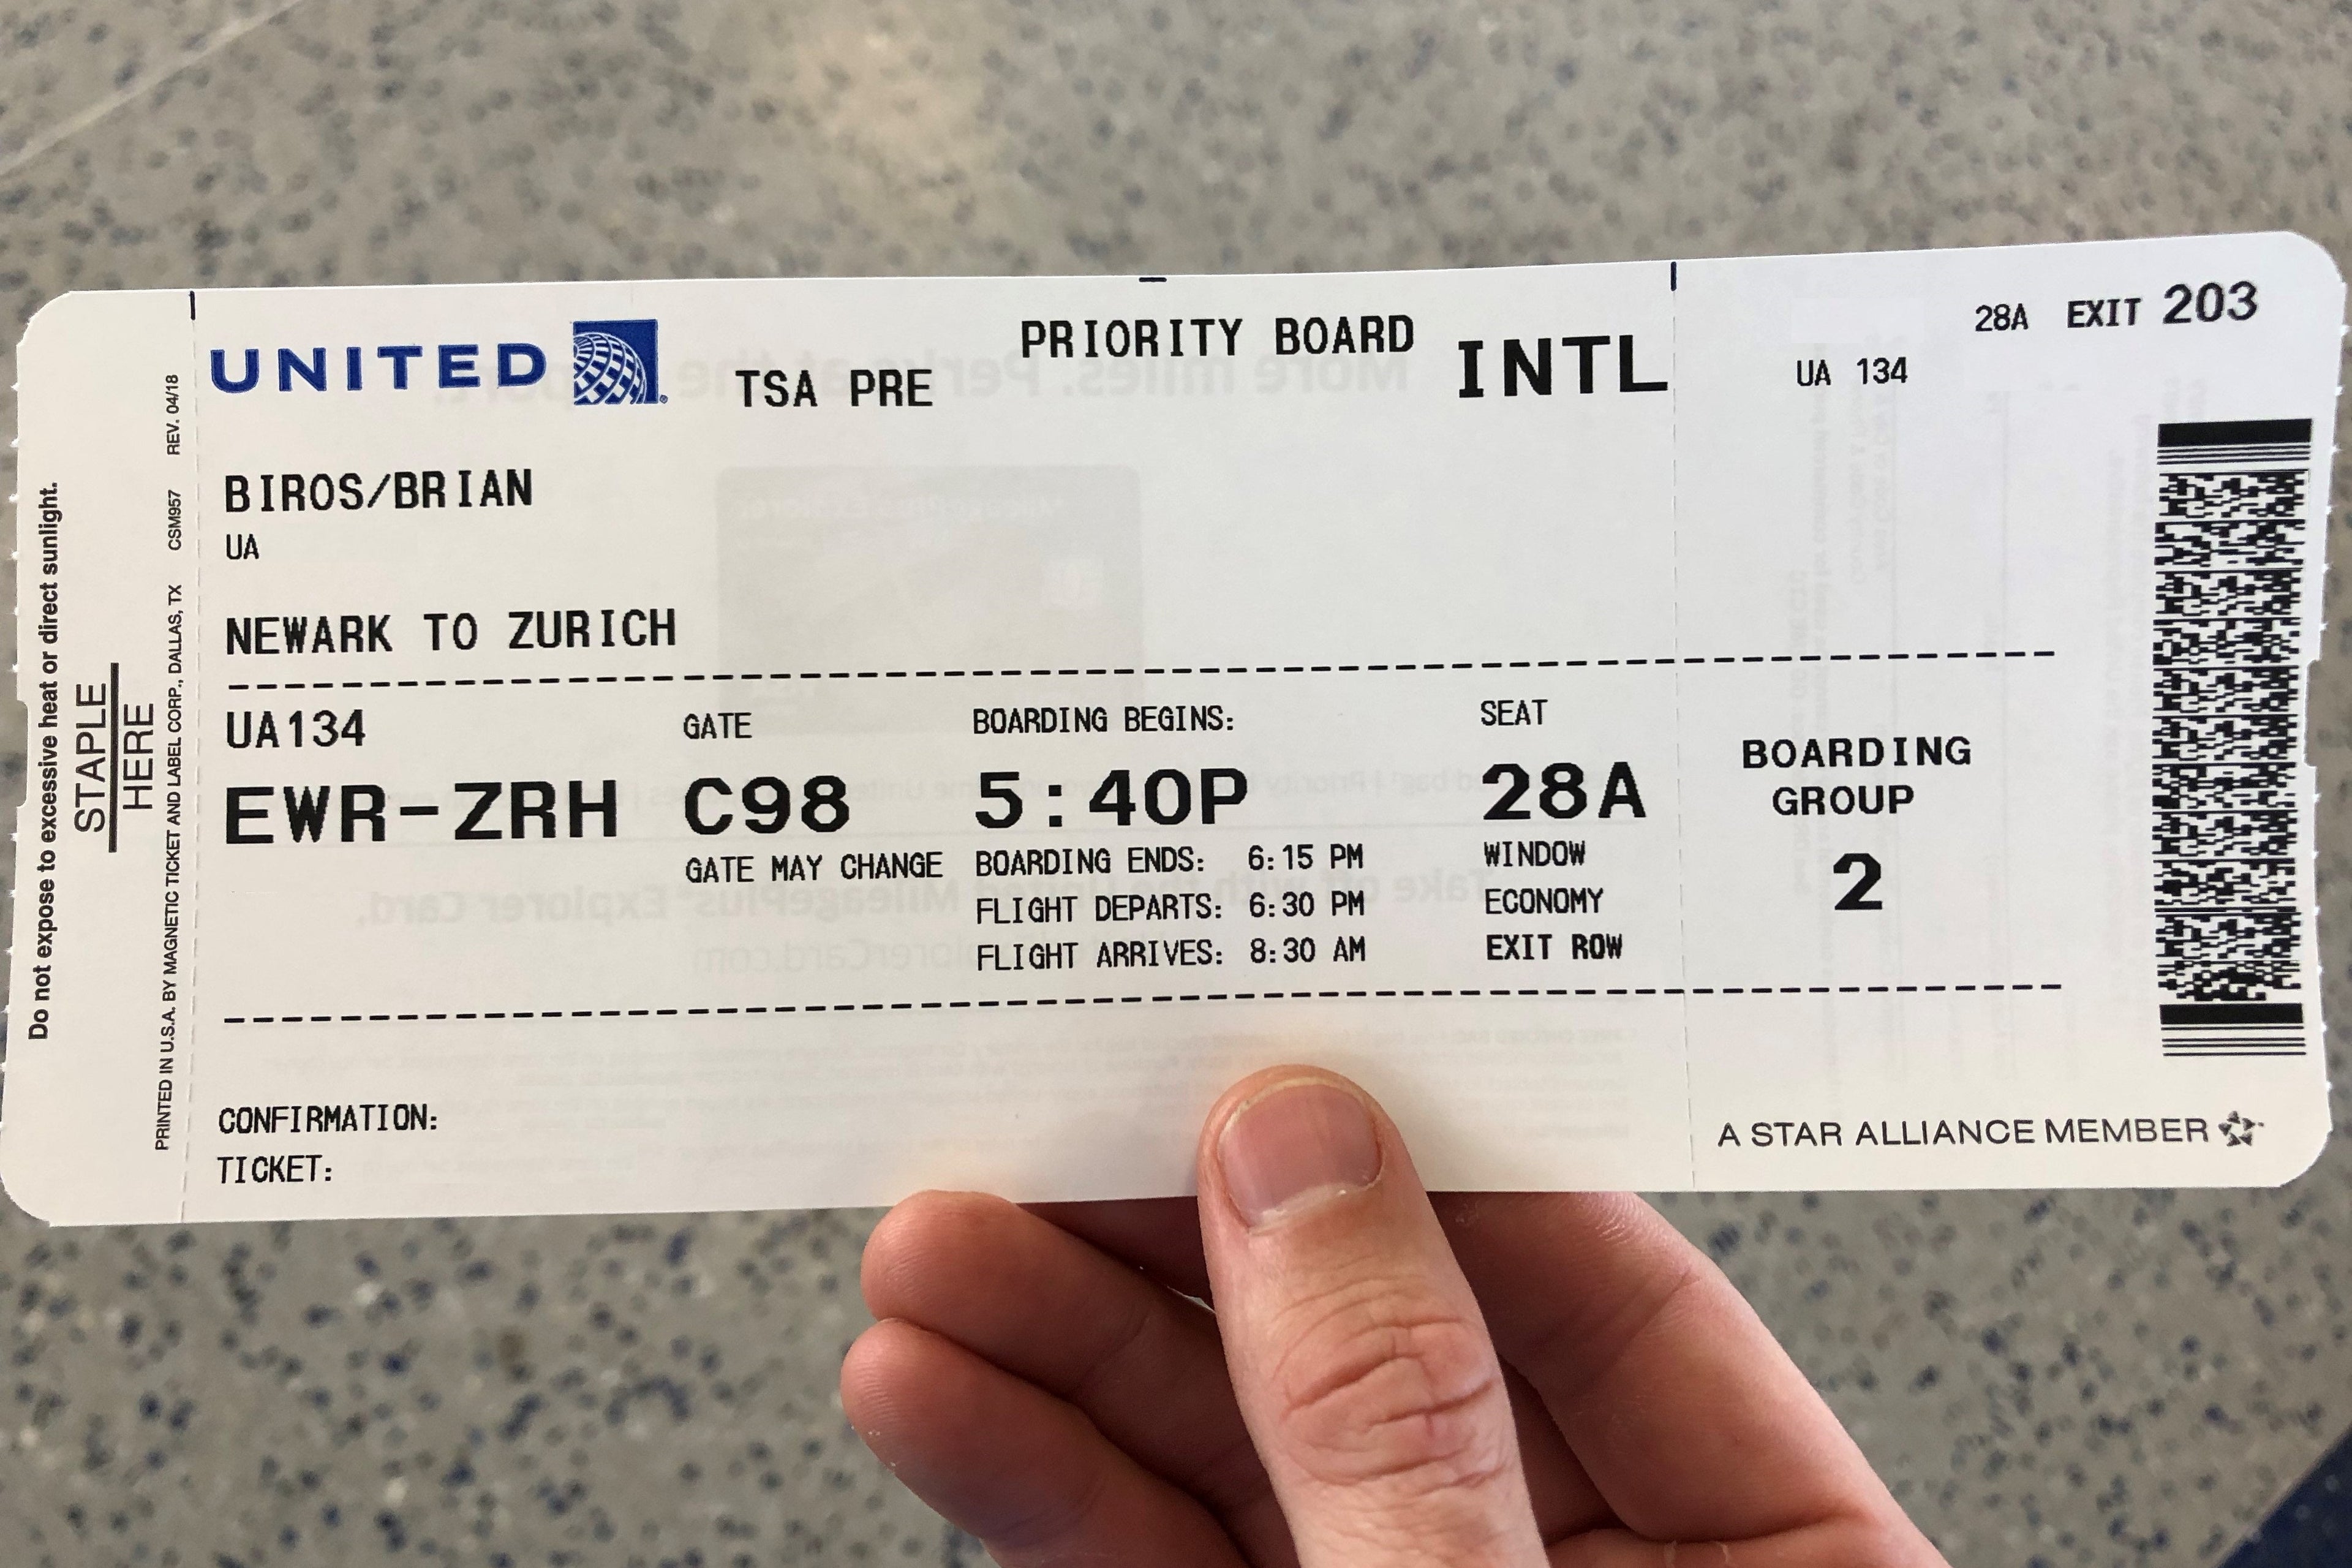 Do not expose to excessive heat or direct sunlight.
STAPLE
HERE
PRINTED IN U.S.A. BY MAGNETIC TICKET AND LABEL CORP., DALLAS, TX CSM957 REV. 04/18
UNITED
TSA PRE
PRIORITY BOARD
INTL
BIROS/BRIAN
UA
NEWARK TO ZURICH
UA134
EWR-ZRH
GATE
C98
GATE MAY CHANGE
BOARDING BEGINS:
5:40P
BOARDING ENDS: 6:15 PM
FLIGHT DEPARTS: 6:30 PM
FLIGHT ARRIVES: 8:30 AM
SEAT
28A
WINDOW
ECONOMY
EXIT ROW
CONFIRMATION:
TICKET:
28A EXIT 203
UA 134
BOARDING
GROUP
2
A STAR ALLIANCE MEMBER